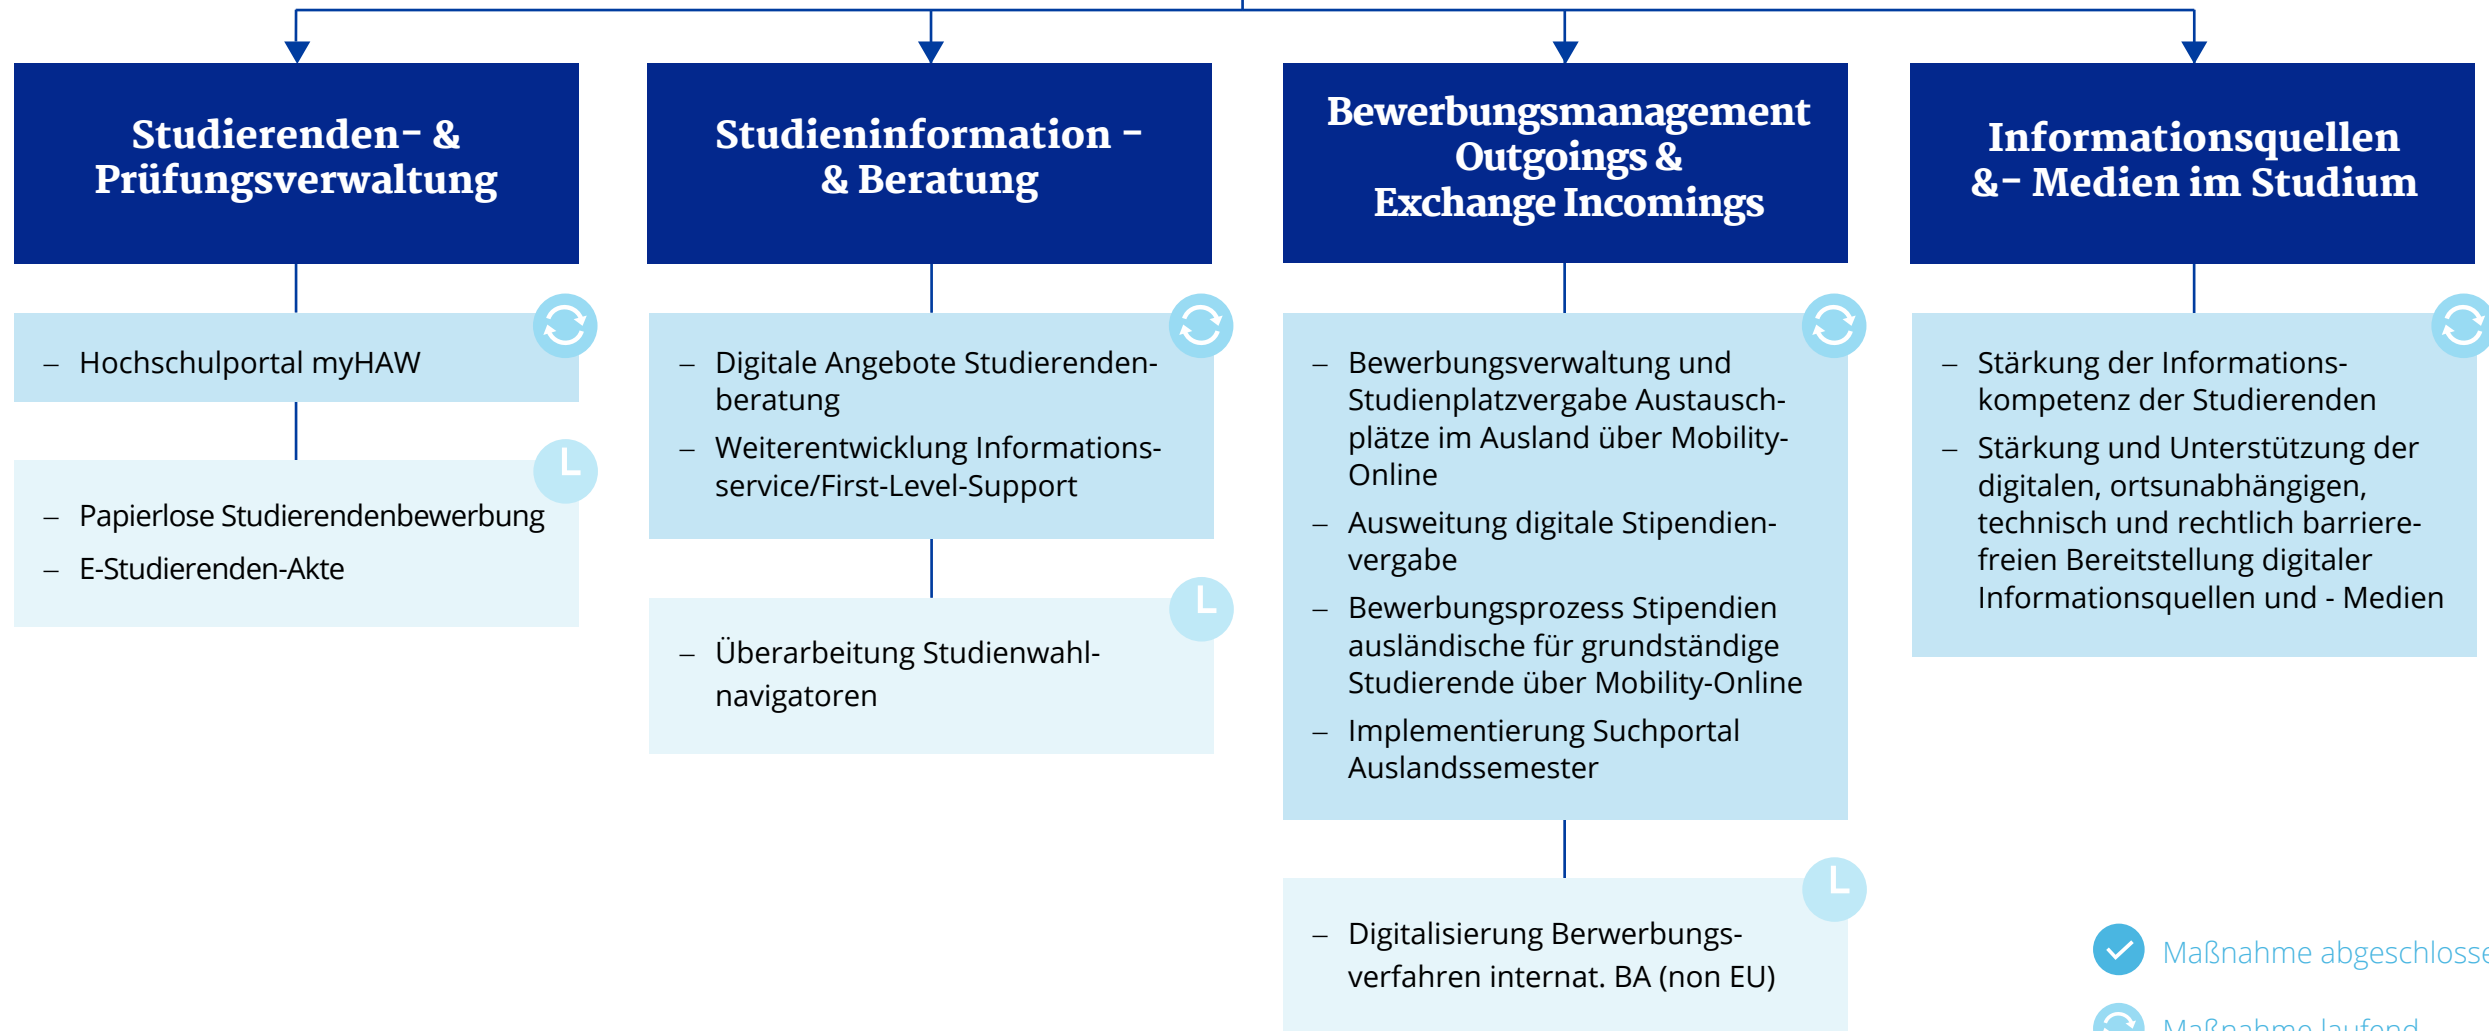 Studierenden- &
Prüfungsverwaltung
– Hochschulportal myHAW
– Papierlose Studierendenbewerbung
– E-Studierenden-Akte
Studieninformation -
& Beratung
– Digitale Angebote Studierenden-
beratung
– Weiterentwicklung Informations-
service/First-Level-Support
– Überarbeitung Studienwahl-
navigatoren
Bewerbungsmanagement
Outgoings &
Exchange Incomings
– Bewerbungsverwaltung und
Studienplatzvergabe Austausch-
plätze im Ausland über Mobility-
Online
– Ausweitung digitale Stipendien-
vergabe
– Bewerbungsprozess Stipendien
ausländische für grundständige
Studierende über Mobility-Online
– Implementierung Suchportal
Auslandssemester
– Digitalisierung Berwerbungs-
verfahren internat. BA (non EU)
Informationsquellen
&- Medien im Studium
– Stärkung der Informations-
kompetenz der Studierenden
– Stärkung und Unterstützung der
digitalen, ortsunabhängigen,
technisch und rechtlich barriere-
freien Bereitstellung digitaler
Informationsquellen und - Medien
Maßnahme abgeschlosse
Maßnahme laufend